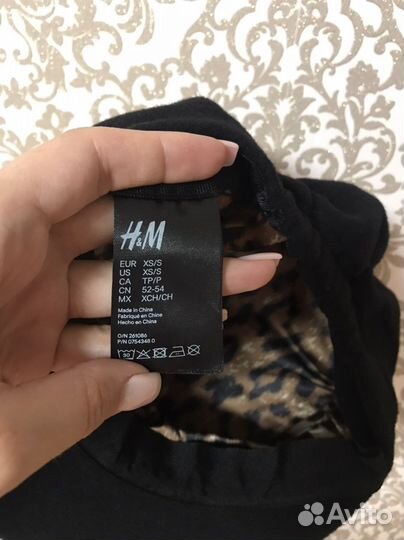 H&M
EUR XS/S
US XS/S
CA TP/P
CN 52-54
MX XCH/CH
Made in China
Fabriqué en Chine
Hecho en China
O/N 261086
P/N 0754348 0
30
Avito